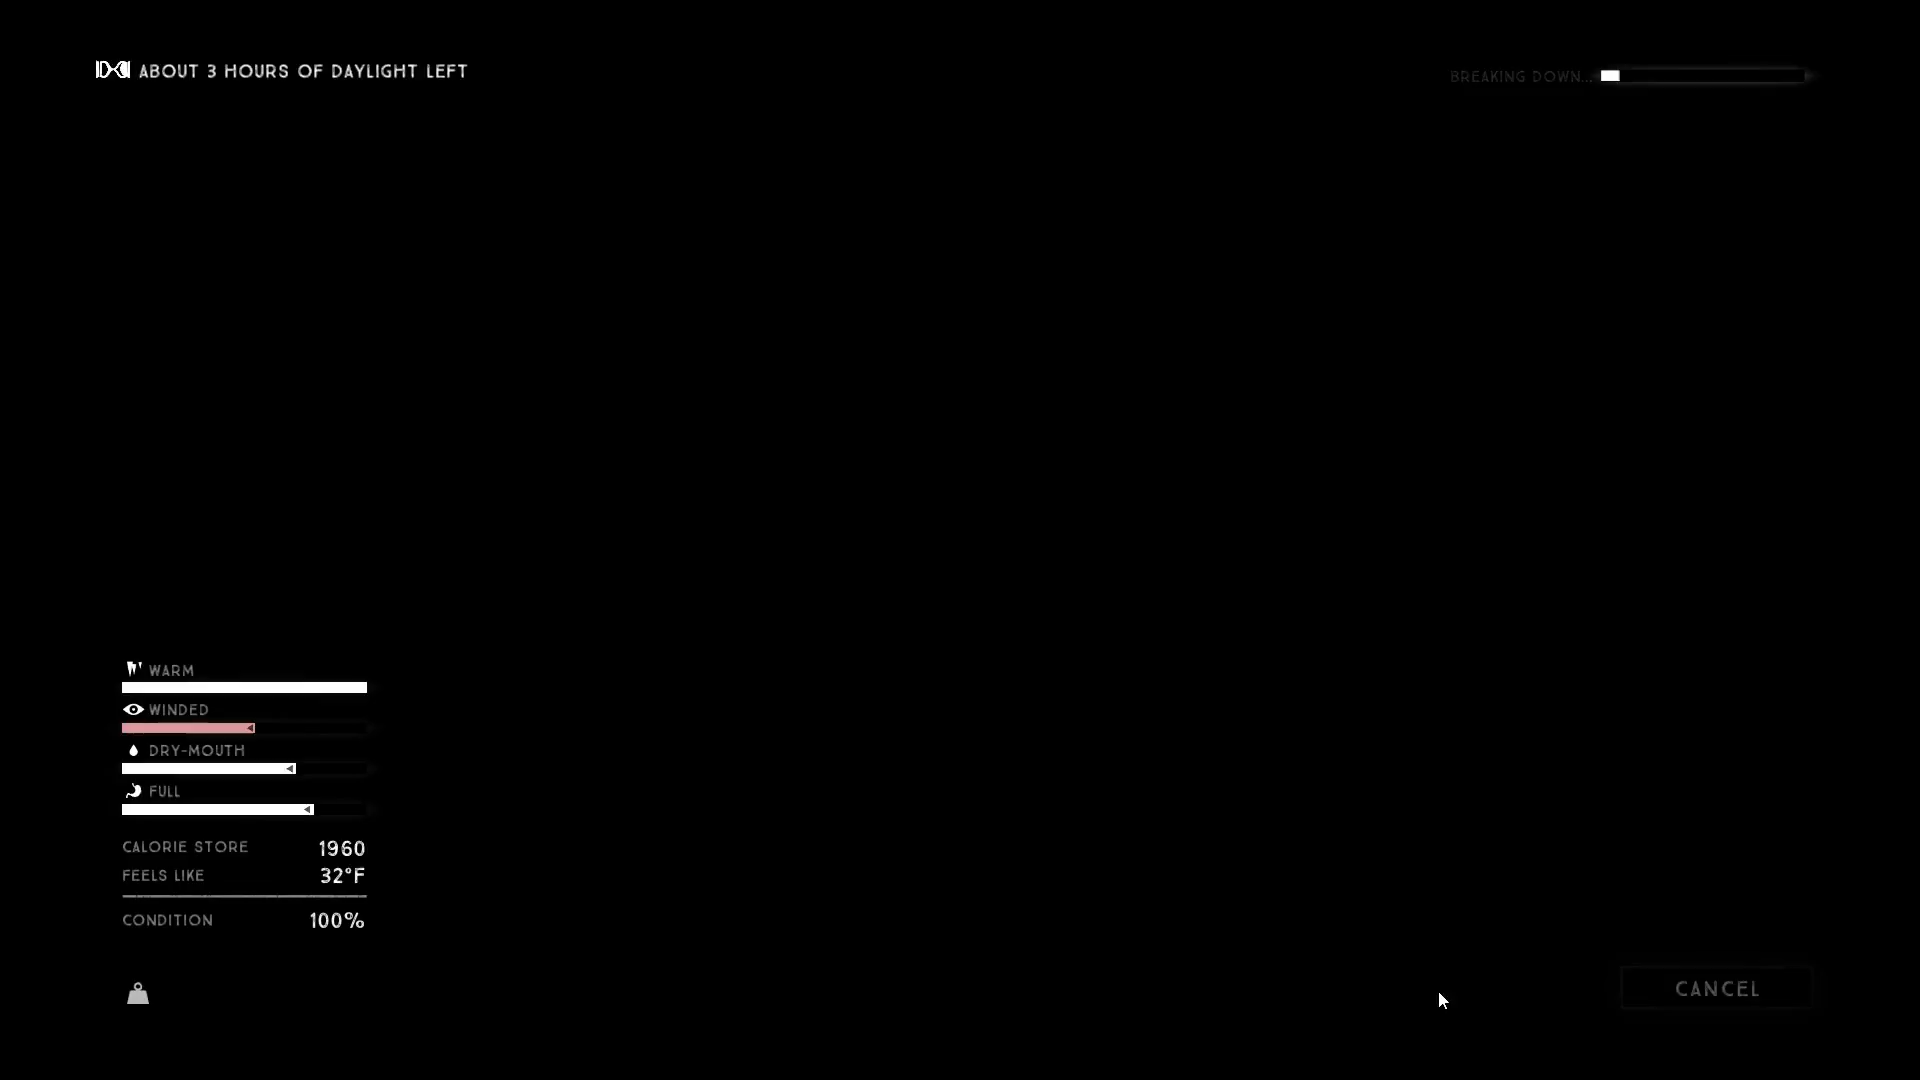 ABOUT 3 HOURS OF DAYLIGHT LEFT
BREAKING DOWN...
WARM
WINDED
DRY-MOUTH
FULL
CALORIE STORE 1960
FEELS LIKE 32°F
CONDITION 100%
CANCEL